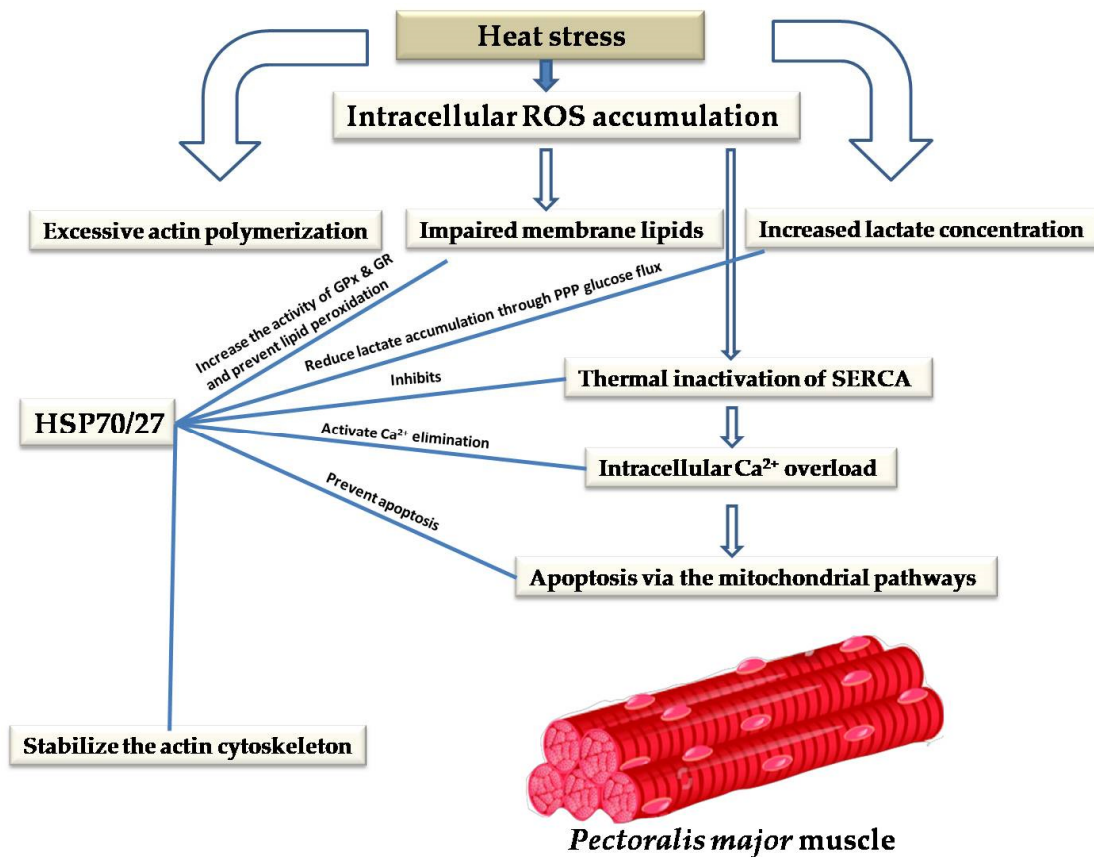 Heat stress
Intracellular ROS accumulation
Excessive actin polymerization
Impaired membrane lipids
Increased lactate concentration
Increase the activity of GPx & GR
and prevent lipid peroxidation
Reduce lactate accumulation through PPP glucose flux
Inhibits
Thermal inactivation of SERCA
HSP70/27
Activate Ca²⁺ elimination
Intracellular Ca²⁺ overload
Prevent apoptosis
Apoptosis via the mitochondrial pathways
Stabilize the actin cytoskeleton
Pectoralis major muscle